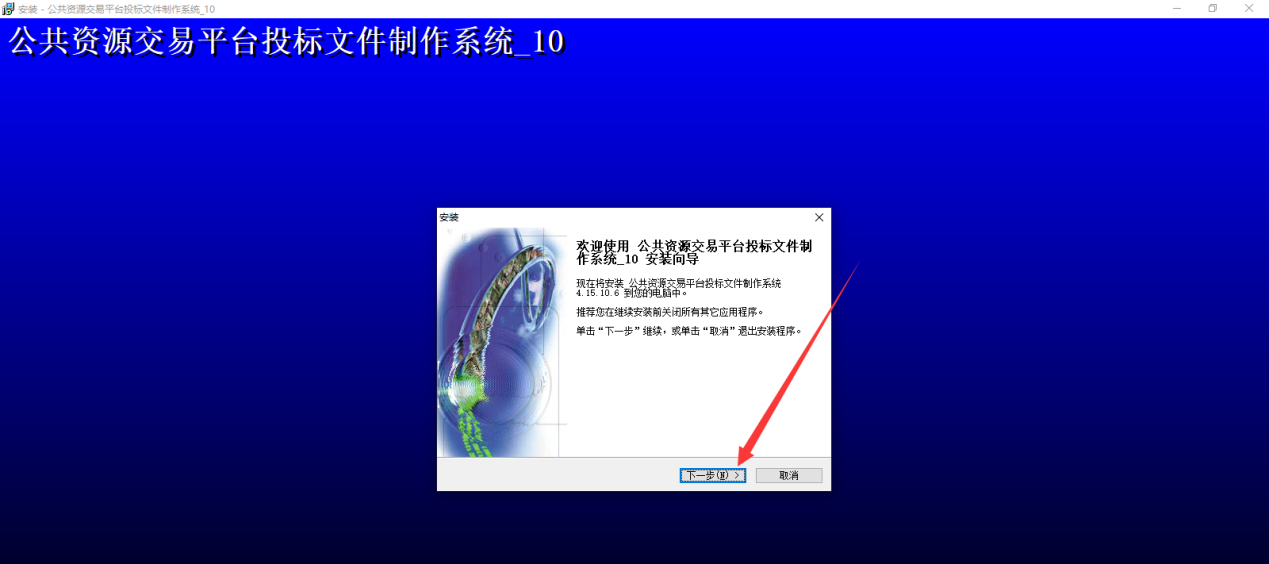 安装 - 公共资源交易平台投标文件制作系统_10
公共资源交易平台投标文件制作系统_10
安装
欢迎使用 公共资源交易平台投标文件制
作系统_10 安装向导
现在将安装 公共资源交易平台投标文件制作系统
4.15.10.6 到您的电脑中。
推荐您在继续安装前关闭所有其它应用程序。
单击“下一步”继续，或单击“取消”退出安装程序。
下一步(N) >
取消